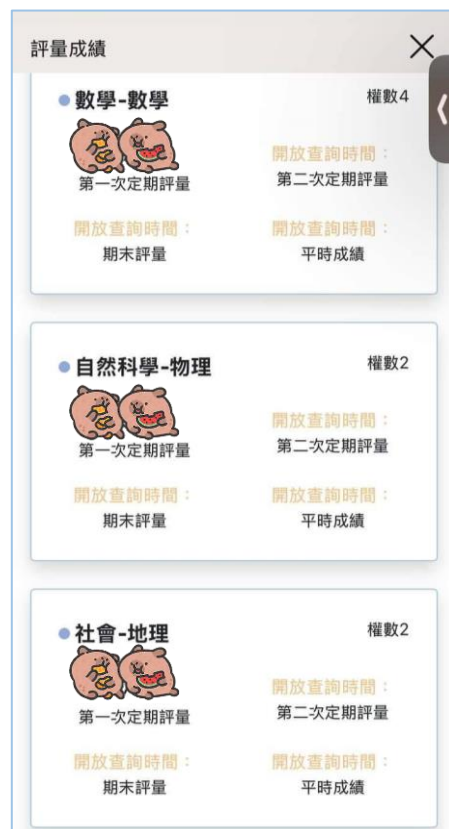 評量成績
數學-數學
權數4
開放查詢時間：
第一次定期評量
第二次定期評量
開放查詢時間：
開放查詢時間：
期末評量
平時成績
自然科學-物理
權數2
開放查詢時間：
第一次定期評量
第二次定期評量
開放查詢時間：
開放查詢時間：
期末評量
平時成績
社會-地理
權數2
開放查詢時間：
第一次定期評量
第二次定期評量
開放查詢時間：
開放查詢時間：
期末評量
平時成績